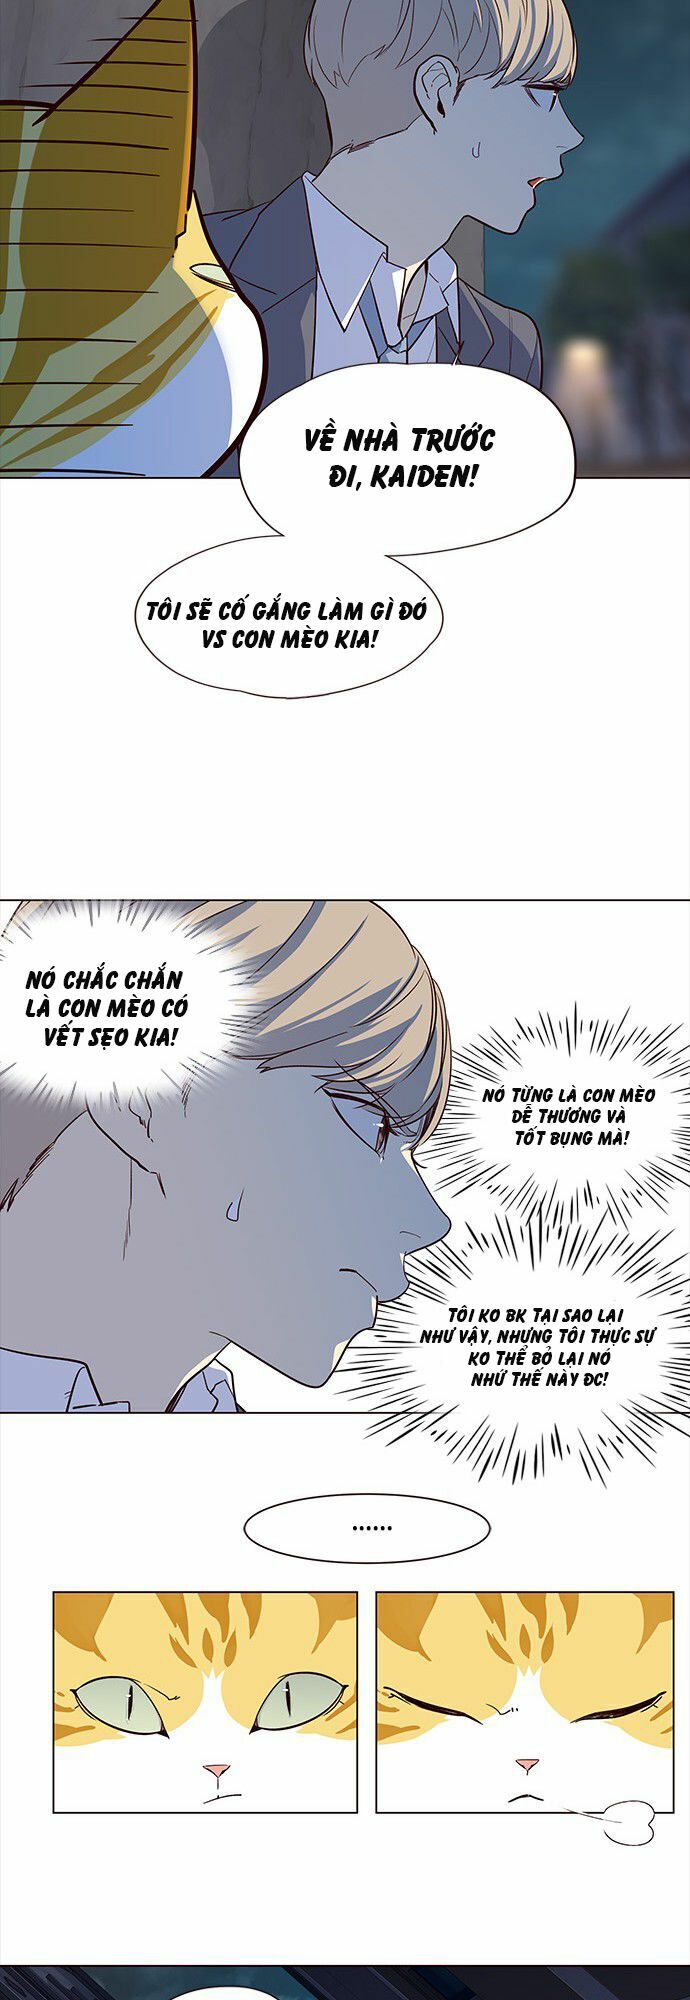 VỀ NHÀ TRƯỚC
ĐI, KAIDEN!
TÔI SẼ CỐ GẮNG LÀM GÌ ĐÓ
VS CON MÈO KIA!
NÓ CHẮC CHẮN
LÀ CON MÈO CÓ
VẾT SẸO KIA!
NÓ TỪNG LÀ CON MÈO
DỄ THƯƠNG VÀ
TỐT BỤNG MÀ!
TÔI KO BK TẠI SAO LẠI
NHƯ VẬY, NHƯNG TÔI THỰC SỰ
KO THỂ BỎ LẠI NÓ
NHỨ THẾ NÀY ĐC!
......